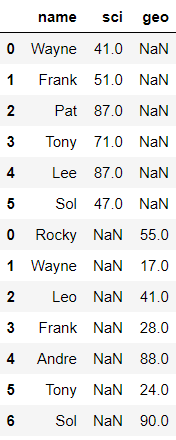 name sci geo
0 Wayne 41.0 NaN
1 Frank 51.0 NaN
2 Pat 87.0 NaN
3 Tony 71.0 NaN
4 Lee 87.0 NaN
5 Sol 47.0 NaN
0 Rocky NaN 55.0
1 Wayne NaN 17.0
2 Leo NaN 41.0
3 Frank NaN 28.0
4 Andre NaN 88.0
5 Tony NaN 24.0
6 Sol NaN 90.0